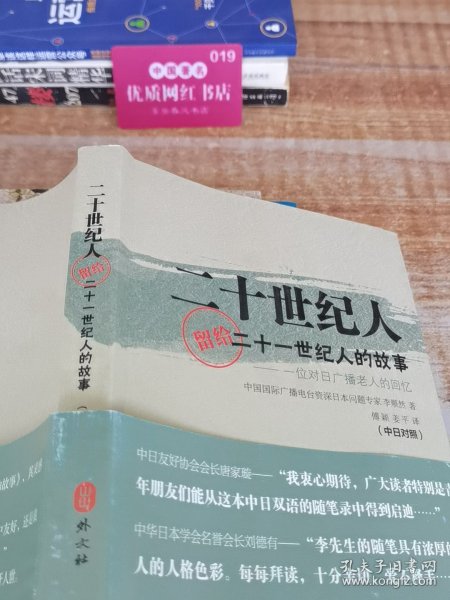 019
中国著名
优质网红书店
二十世纪人
留给
二十一世纪人的故事
二十世纪人
留给
二十一世纪人的故事
——一位对日广播老人的回忆
中国国际广播电台资深日本问题专家 李顺然 著
傅颖 姜平 译
(中日对照)
中日友好协会会长唐家璇——“我衷心期待，广大读者特别是青
年朋友们能从这本中日双语的随笔录中得到启迪……”
中华日本学会名誉会长刘德有——“李先生的随笔具有浓厚的
人的人格色彩。每每拜读，十分亲切
外文社
孔夫子旧书网